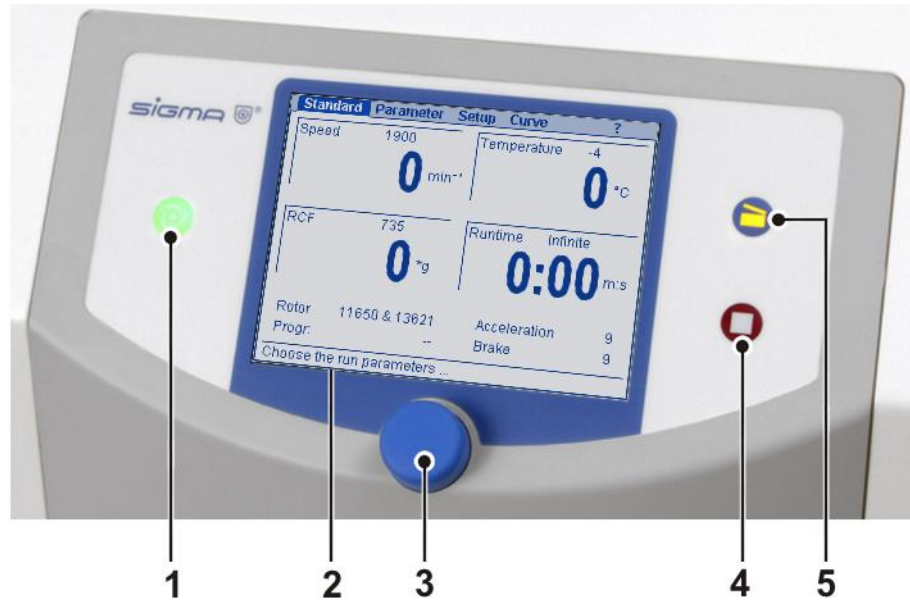 sigma ®
Standard Parameter Setup Curve ?
Speed 1900
0 min⁻¹
Temperature -4
0 °C
RCF 735
0 *g
Runtime infinite
0:00 m:s
Rotor 11650 & 13621
Progr. --
Acceleration 9
Brake 9
Choose the run parameters ...
1 2 3 4 5